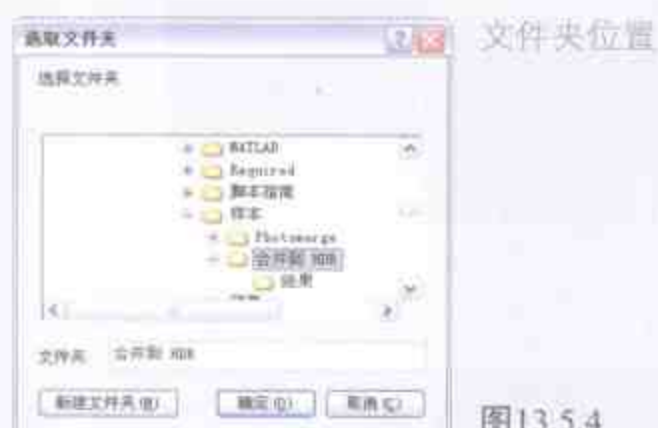 选取文件夹
文件夹位置
选择文件夹
MATLAB
Required
脚本指南
样本
Photomerge
合并到 HDR
结果
文件夹 合并到 HDR
新建文件夹(M) 确定(O) 取消(C)
图13.5.4